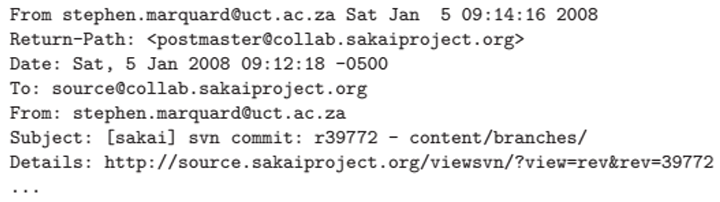 From stephen.marquard@uct.ac.za Sat Jan  5 09:14:16 2008
Return-Path: <postmaster@collab.sakaiproject.org>
Date: Sat, 5 Jan 2008 09:12:18 -0500
To: source@collab.sakaiproject.org
From: stephen.marquard@uct.ac.za
Subject: [sakai] svn commit: r39772 - content/branches/
Details: http://source.sakaiproject.org/viewsvn/?view=rev&rev=39772
...